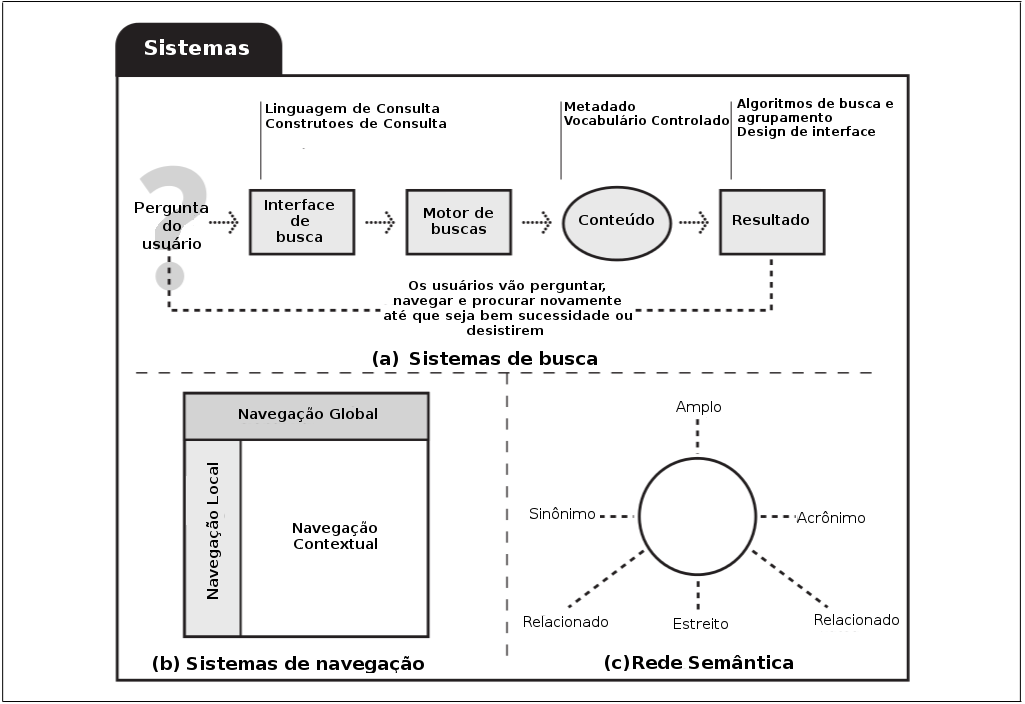 Sistemas
Linguagem de Consulta
Construtoes de Consulta
Metadado
Vocabulário Controlado
Algoritmos de busca e
agrupamento
Design de interface
?
Pergunta
do
usuário
Interface
de
busca
Motor de
buscas
Conteúdo
Resultado
Os usuários vão perguntar,
navegar e procurar novamente
até que seja bem sucessidade ou
desistirem
(a) Sistemas de busca
Navegação Global
Navegação Local
Navegação
Contextual
(b) Sistemas de navegação
Amplo
Sinônimo
Acrônimo
Relacionado
Estreito
Relacionado
(c)Rede Semântica